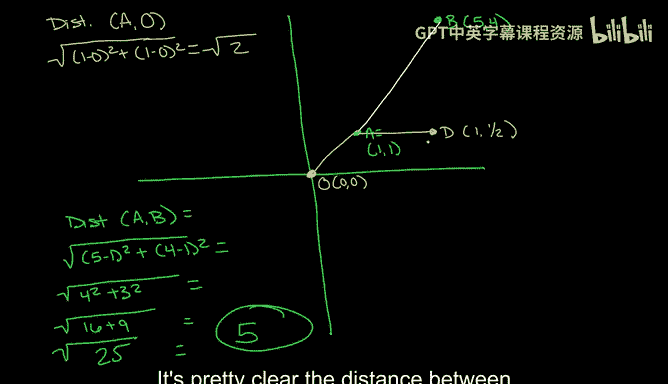 Dist. (A,O)
√(1-0)²+(1-0)² = √2
B (5,4)
GPT中英字幕课程资源 bilibili
A=
(1,1)
D (1,½)
O(0,0)
Dist (A,B) =
√(5-1)²+(4-1)² =
√4²+3² =
√16+9 =
√25 =
5
It's pretty clear the distance between